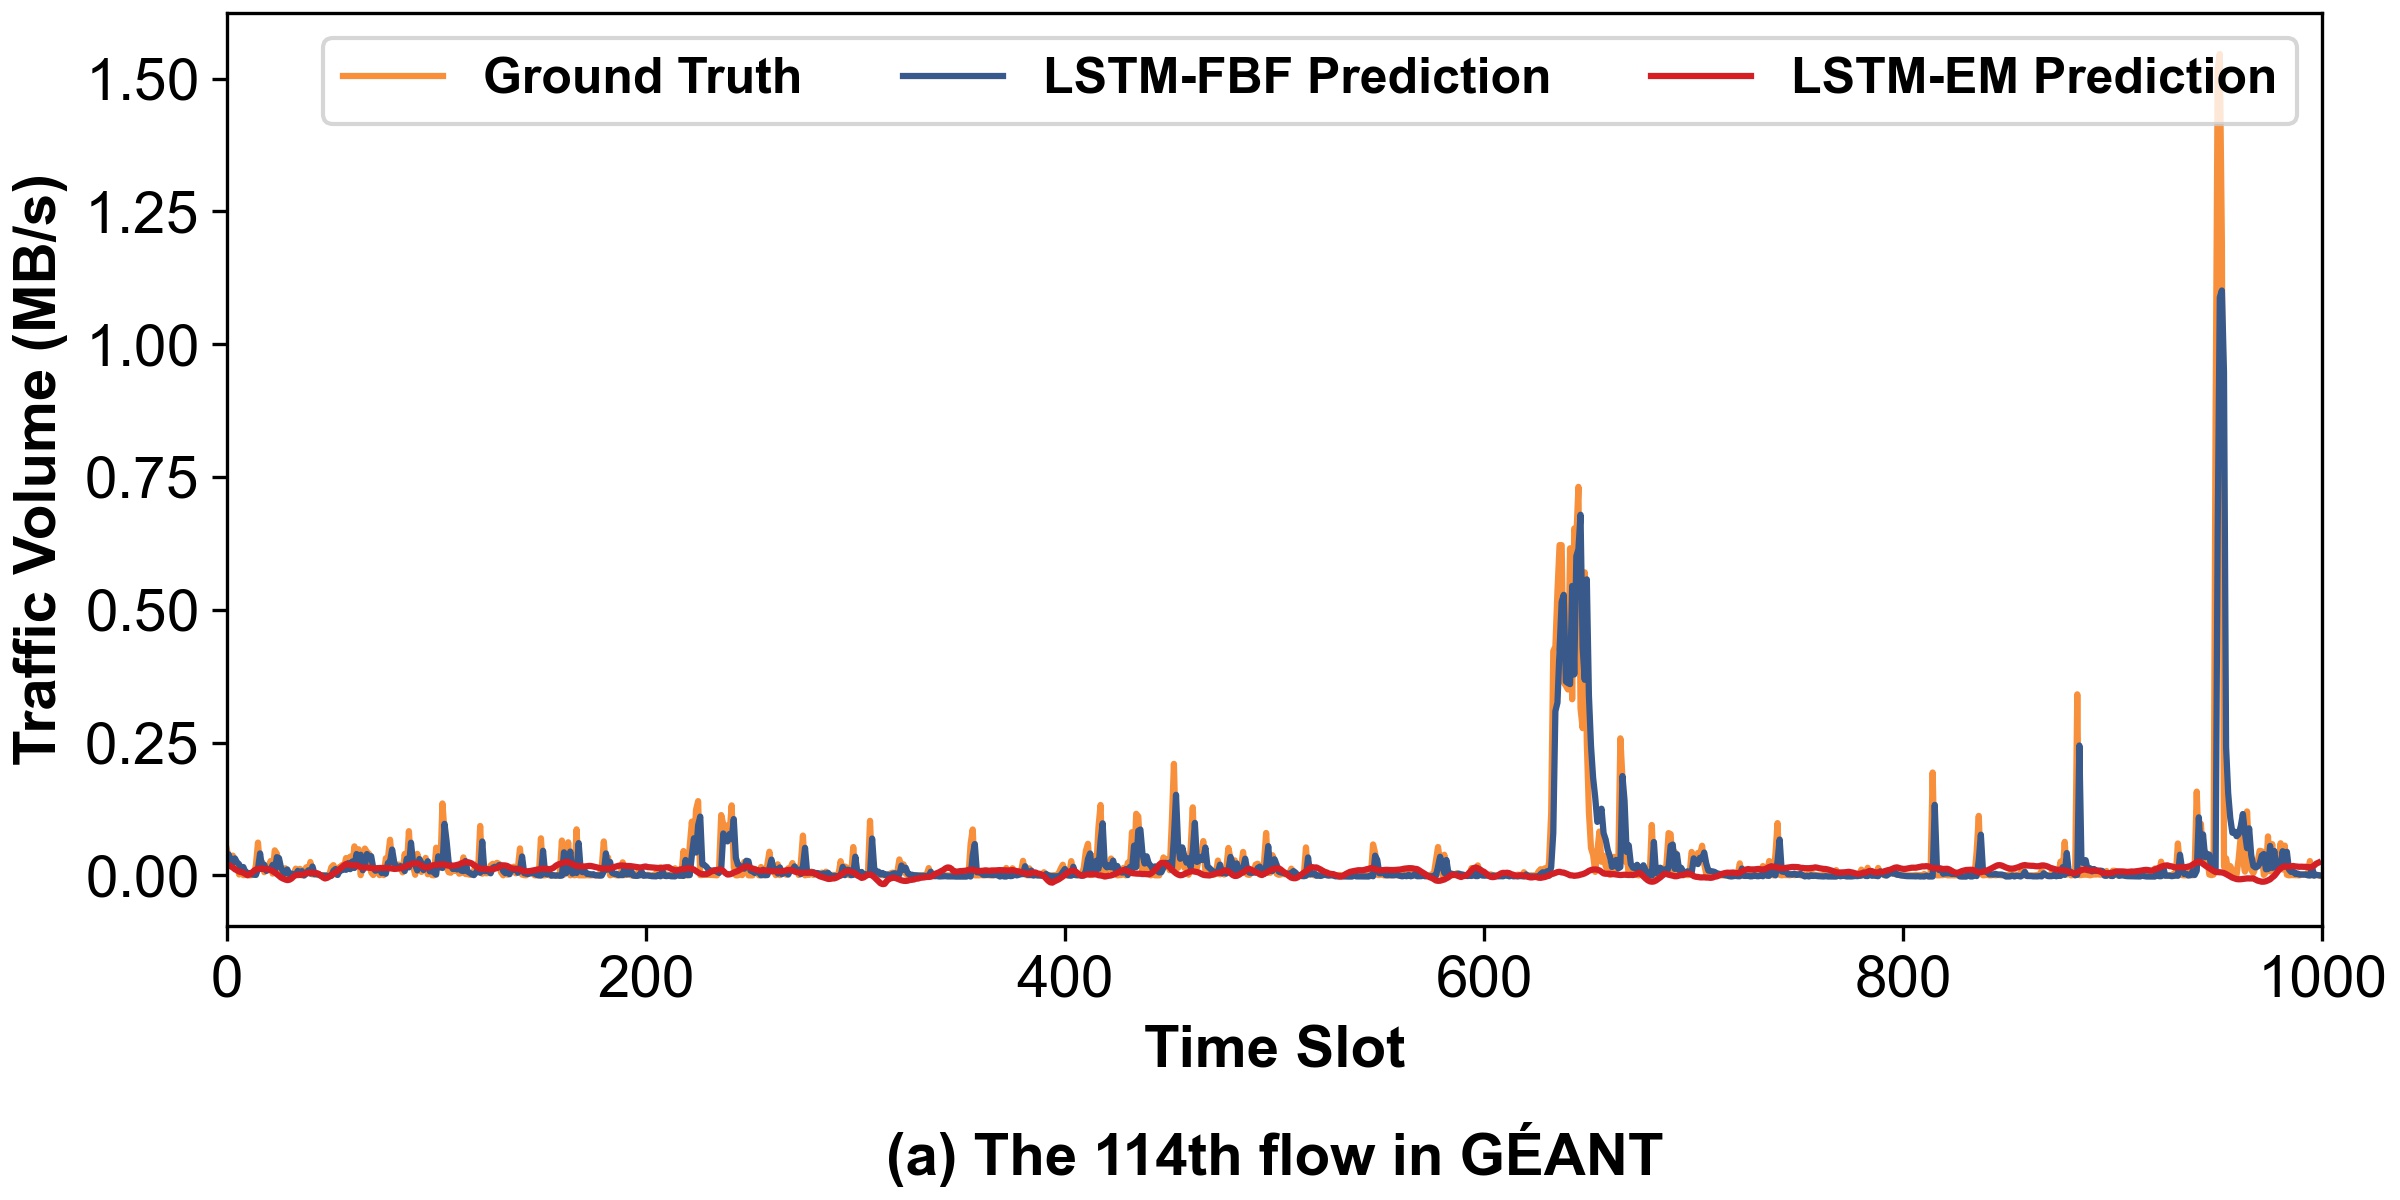 Ground Truth LSTM-FBF Prediction LSTM-EM Prediction
1.50
1.25
1.00
0.75
0.50
0.25
0.00
Traffic Volume (MB/s)
0 200 400 600 800 1000
Time Slot
(a) The 114th flow in GÉANT